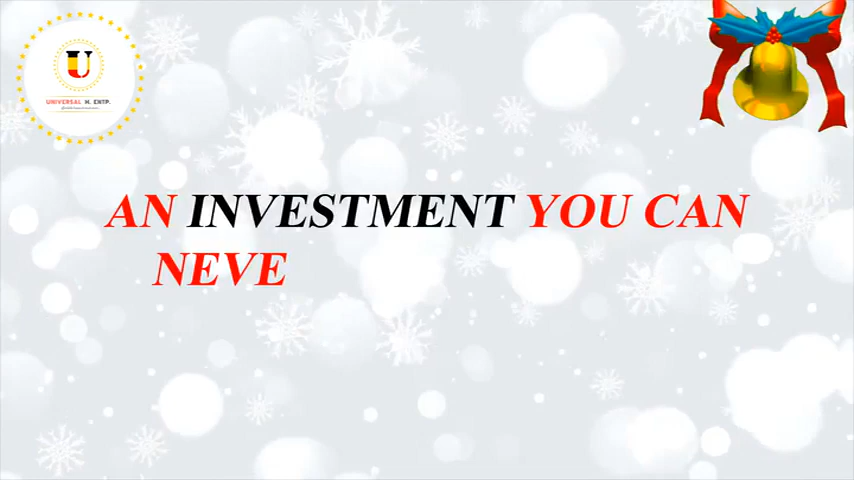 U
UNIVERSAL M. ENTP.
AN INVESTMENT YOU CAN
NEVE